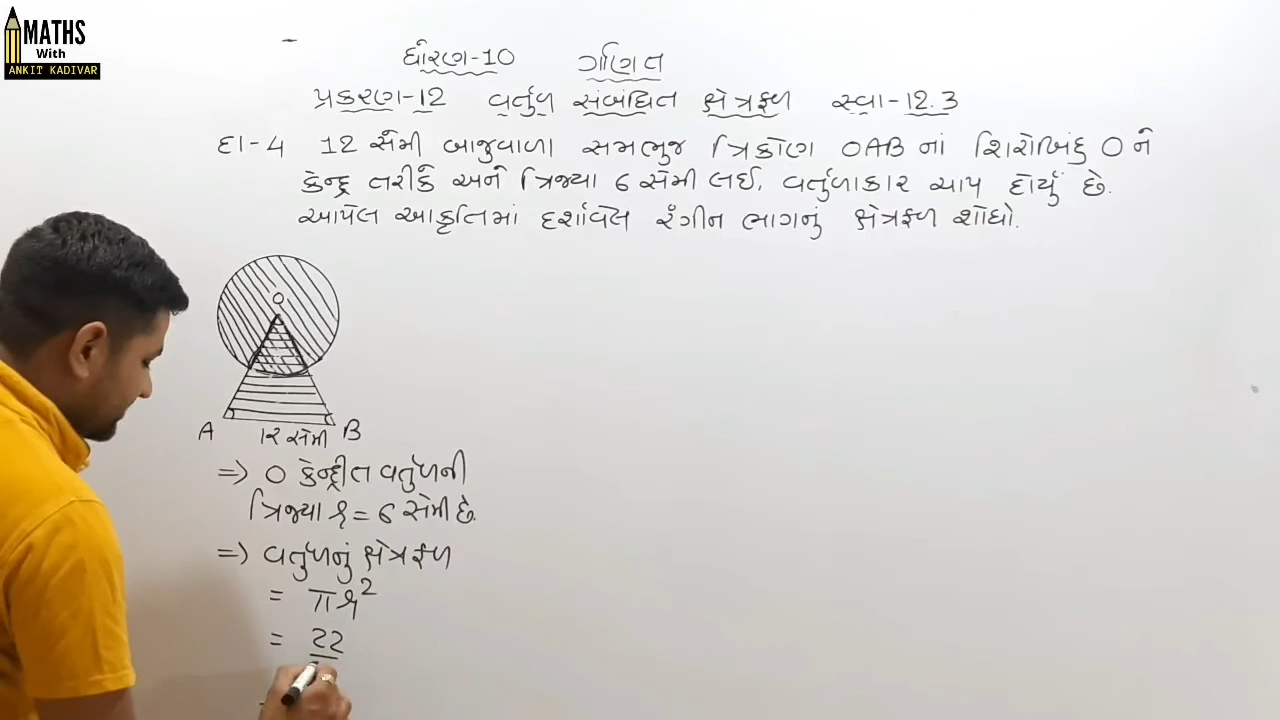 MATHS
With
ANKIT KADIVAR
ધોરણ-10 ગણિત
પ્રકરણ-12 વર્તુળ સંબંધિત ક્ષેત્રફળ સ્વા-12.3
દા-4 12 સેમી બાજુવાળા સમભુજ ત્રિકોણ OAB નાં શિરોબિંદુ O ને
કેન્દ્ર તરીકે અને ત્રિજ્યા 6 સેમી લઈ, વર્તુળાકાર ચાપ દોર્યું છે.
આપેલ આકૃતિમાં દર્શાવેલ રંગીન ભાગનું ક્ષેત્રફળ શોધો.
O
A 12 સેમી B
=> O કેન્દ્રીત વર્તુળની
ત્રિજ્યા r = 6 સેમી છે.
=> વર્તુળનું ક્ષેત્રફળ
= πr²
= 22